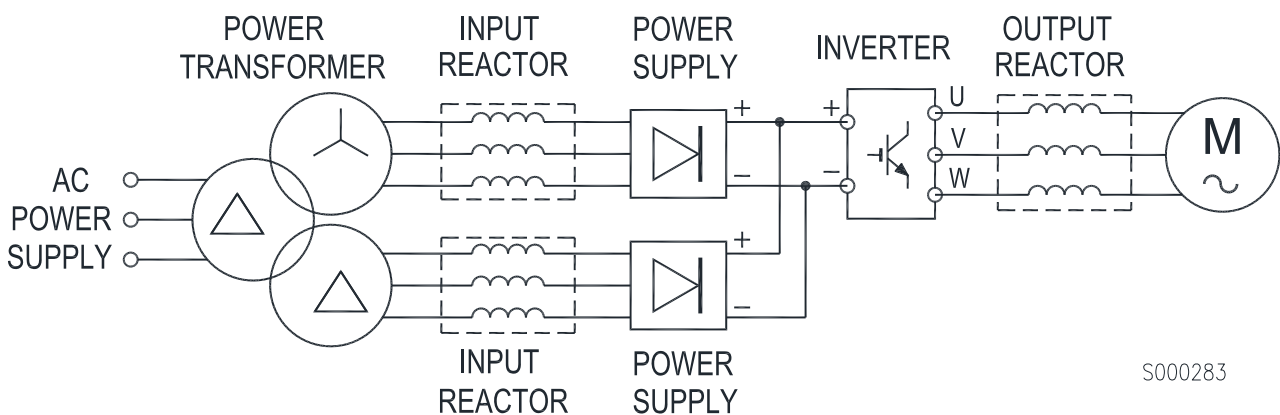 POWER
TRANSFORMER
INPUT
REACTOR
POWER
SUPPLY
INVERTER
OUTPUT
REACTOR
AC
POWER
SUPPLY
+
−
+
−
U
V
W
M
+
−
INPUT
REACTOR
POWER
SUPPLY
S000283